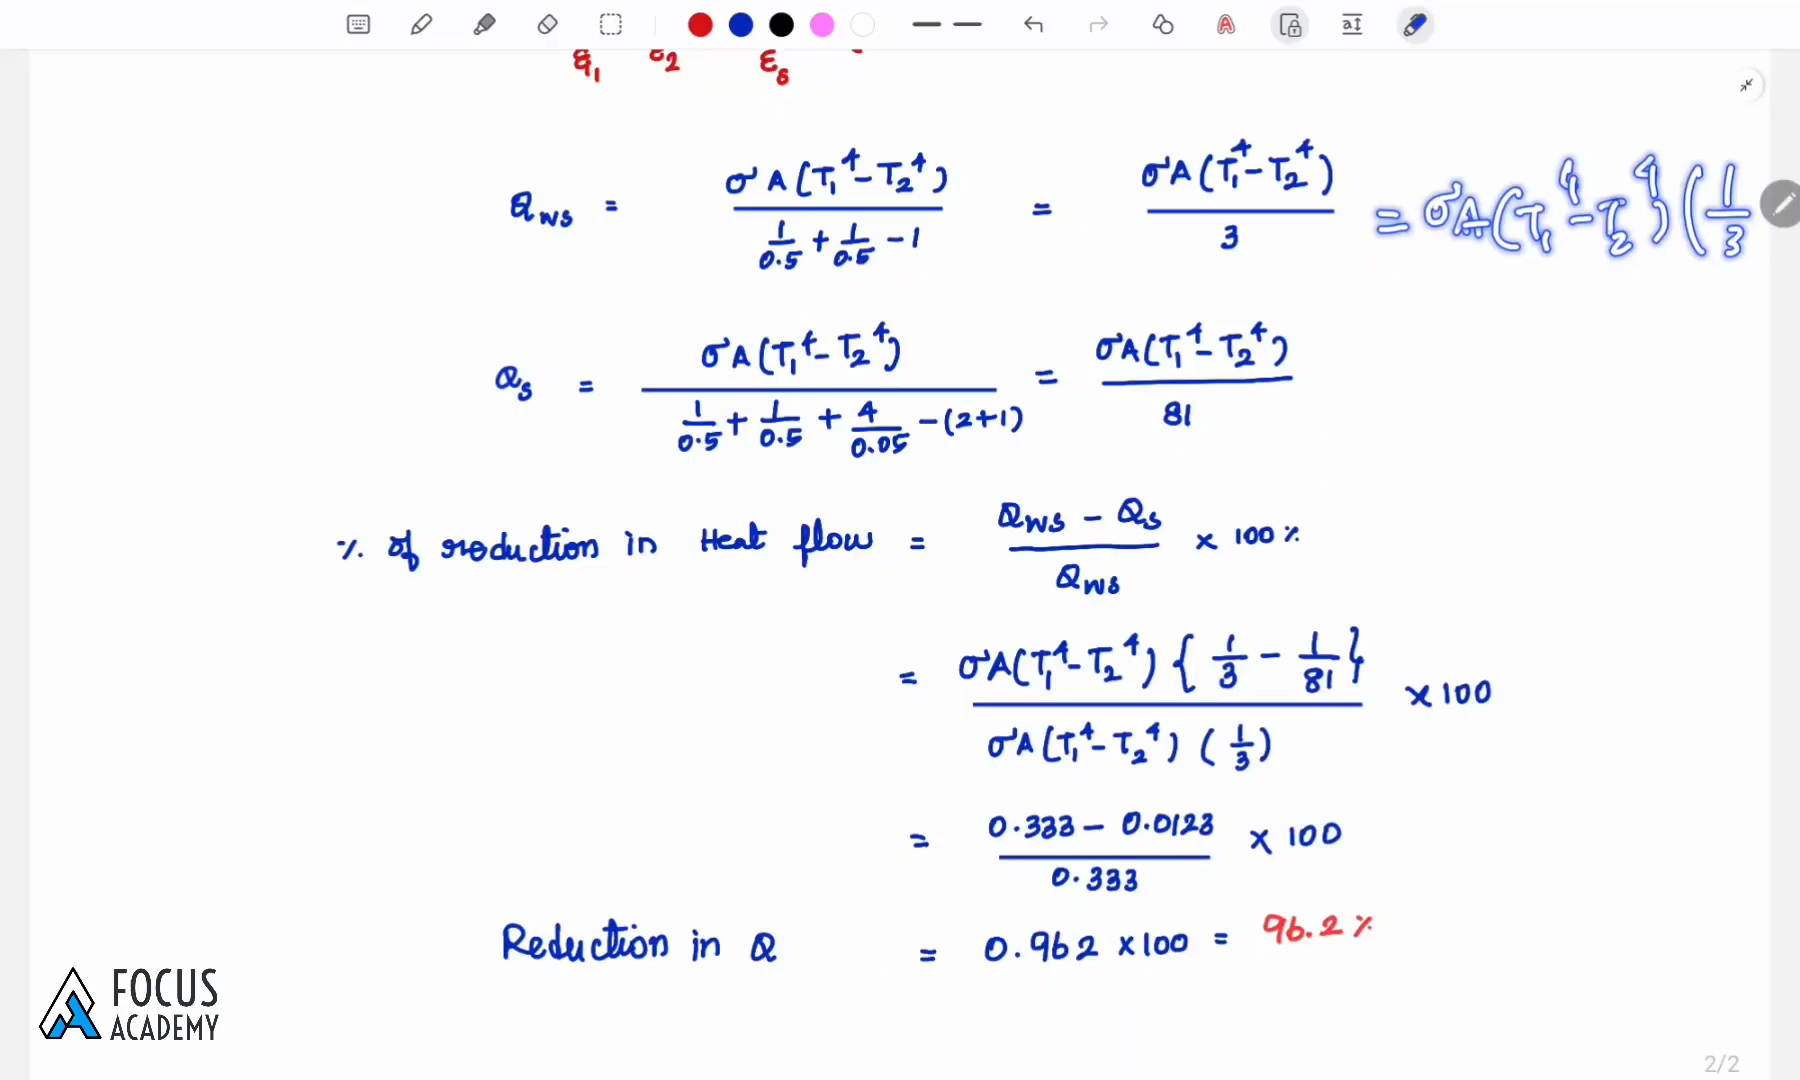 ε₁ ε₂ εs
Qws = σA(T₁⁴ − T₂⁴) / (1/0.5 + 1/0.5 − 1) = σA(T₁⁴ − T₂⁴) / 3 = σA(T₁⁴ − T₂⁴)(1/3
Qs = σA(T₁⁴ − T₂⁴) / (1/0.5 + 1/0.5 + 4/0.05 − (2+1)) = σA(T₁⁴ − T₂⁴) / 81
% of reduction in Heat flow = (Qws − Qs) / Qws × 100 %
= σA(T₁⁴ − T₂⁴) {1/3 − 1/81} / σA(T₁⁴ − T₂⁴) (1/3) × 100
= (0.333 − 0.0123) / 0.333 × 100
Reduction in Q = 0.962 × 100 = 96.2 %
FOCUS
ACADEMY
2/2